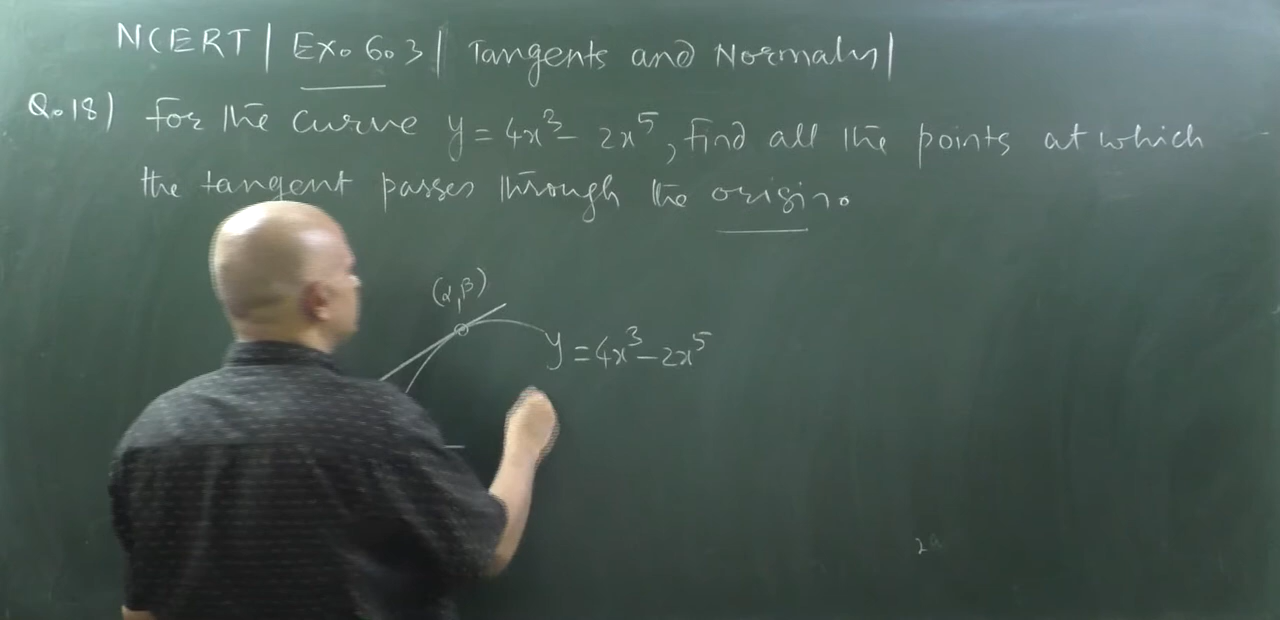 NCERT | Ex. 6.3 | Tangents and Normals |
Q.18) For the curve y = 4x³ - 2x⁵, find all the points at which
the tangent passes through the origin.
(α, β)
y = 4x³ - 2x⁵